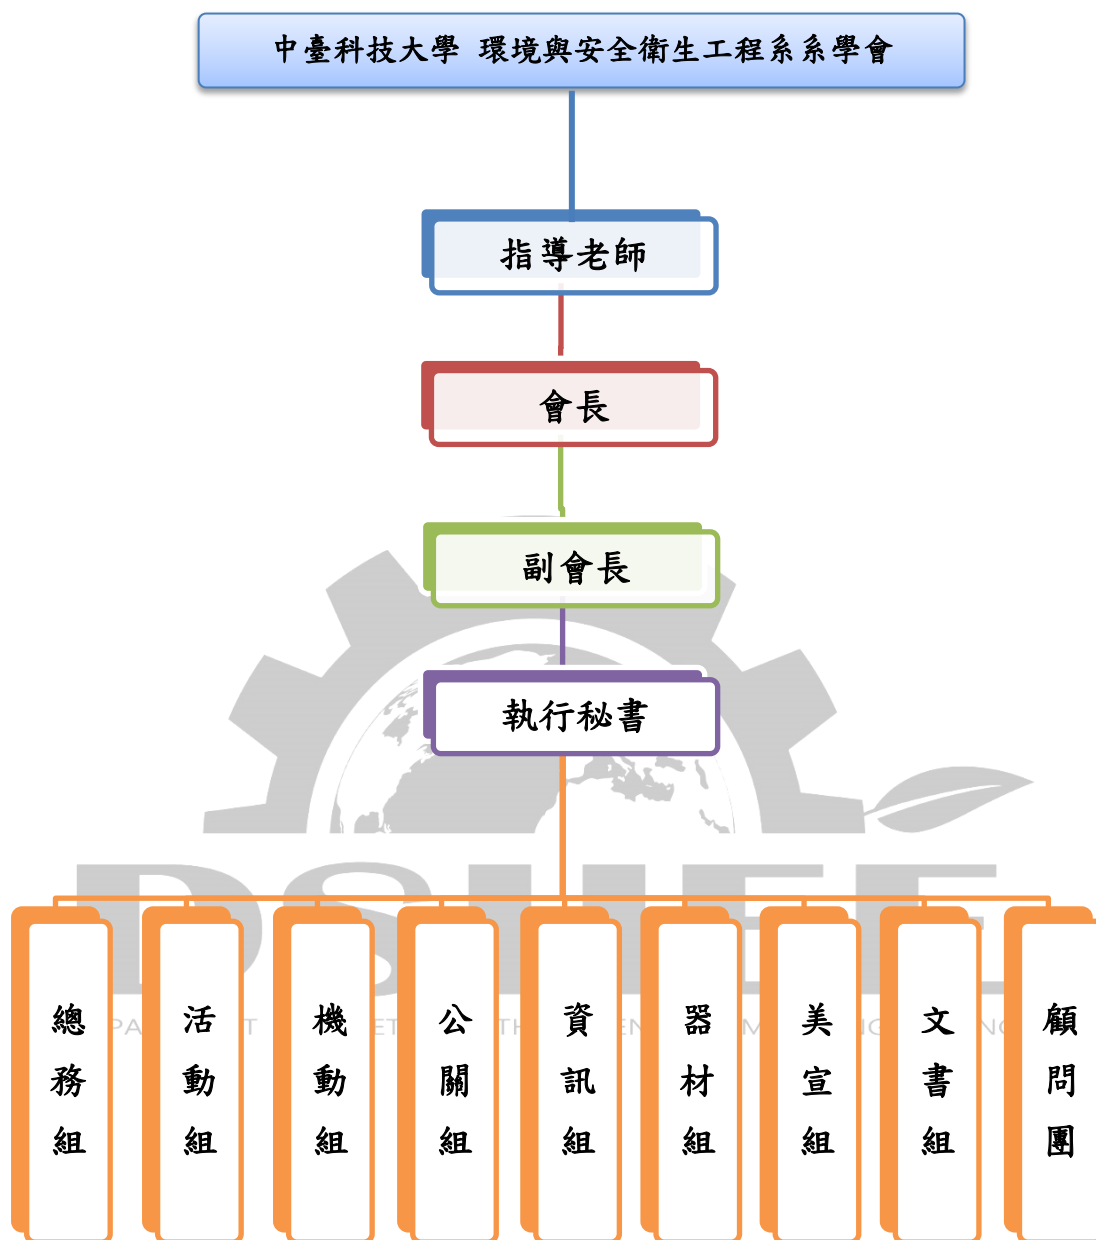 中臺科技大學 環境與安全衛生工程系系學會
指導老師
會長
副會長
執行秘書
總務組
活動組
機動組
公關組
資訊組
器材組
美宣組
文書組
顧問團